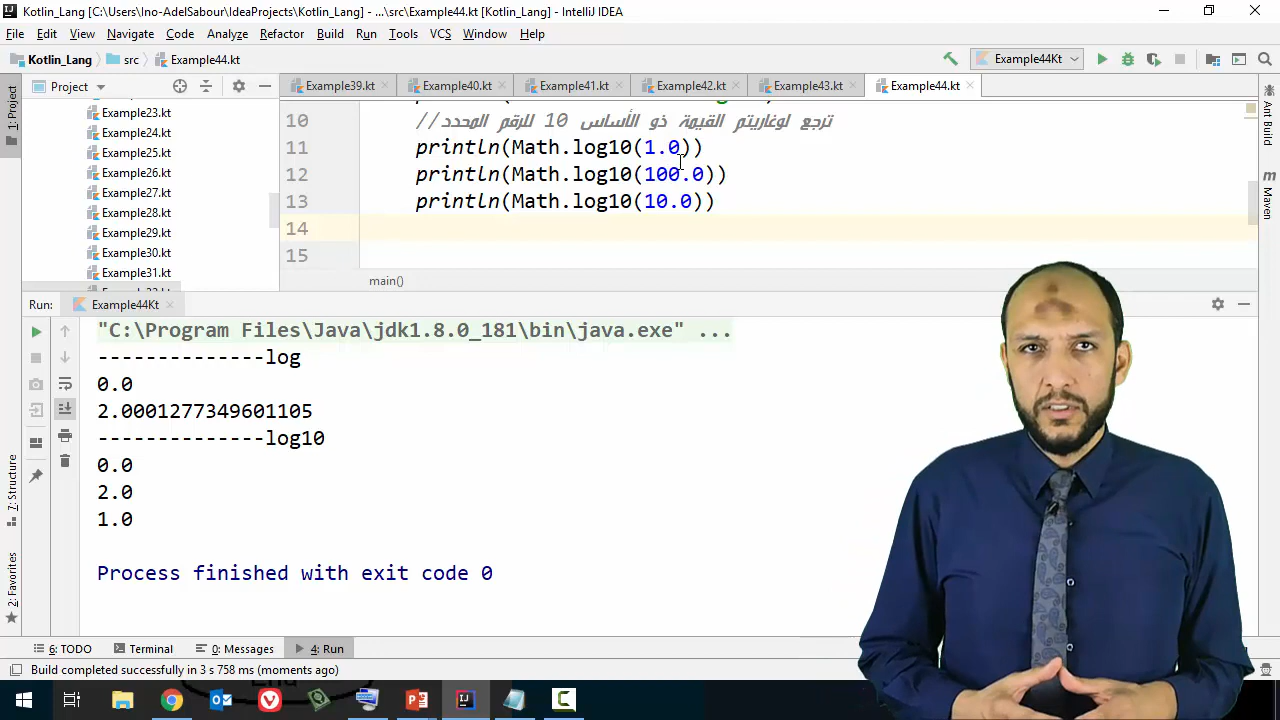 Kotlin_Lang [C:\Users\Ino-AdelSabour\IdeaProjects\Kotlin_Lang] - ...\src\Example44.kt [Kotlin_Lang] - IntelliJ IDEA
File Edit View Navigate Code Analyze Refactor Build Run Tools VCS Window Help
Kotlin_Lang src Example44.kt Example44Kt
Project Example39.kt Example40.kt Example41.kt Example42.kt Example43.kt Example44.kt
1: Project
Example23.kt
Example24.kt
Example25.kt
Example26.kt
Example27.kt
Example28.kt
Example29.kt
Example30.kt
Example31.kt
10 //ترجع لوغاريتم القيمة ذو الأساس 10 للرقم المحدد
11 println(Math.log10(1.0))
12 println(Math.log10(100.0))
13 println(Math.log10(10.0))
14
15
main()
Ant Build
Maven
Run: Example44Kt
"C:\Program Files\Java\jdk1.8.0_181\bin\java.exe" ...
--------------log
0.0
2.0001277349601105
--------------log10
0.0
2.0
1.0
Process finished with exit code 0
7: Structure
2: Favorites
6: TODO Terminal 0: Messages 4: Run
Build completed successfully in 3 s 758 ms (moments ago)